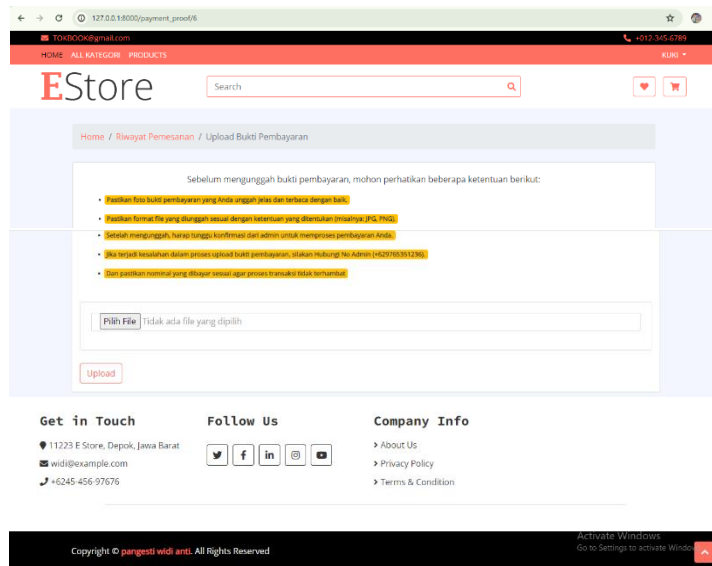 127.0.0.1:8000/payment_proof/6
TOKBOOK@gmail.com +012-345-6789
HOME ALL KATEGORI PRODUCTS KUKI
EStore Search
Home / Riwayat Pemesanan / Upload Bukti Pembayaran
Sebelum mengunggah bukti pembayaran, mohon perhatikan beberapa ketentuan berikut:
Pastikan foto bukti pembayaran yang Anda unggah jelas dan terbaca dengan baik.
Pastikan format file yang diunggah sesuai dengan ketentuan yang ditentukan (misalnya: JPG, PNG).
Setelah mengunggah, harap tunggu konfirmasi dari admin untuk memproses pembayaran Anda.
Jika terjadi kesalahan dalam proses upload bukti pembayaran, silakan Hubungi No Admin (+629765351236).
Dan pastikan nominal yang dibayar sesuai agar proses transaksi tidak terhambat
Pilih File Tidak ada file yang dipilih
Upload
Get in Touch Follow Us Company Info
11223 E Store, Depok, Jawa Barat
widi@example.com
+6245-456-97676
About Us
Privacy Policy
Terms & Condition
Activate Windows
Go to Settings to activate Window
Copyright © pangesti widi anti. All Rights Reserved